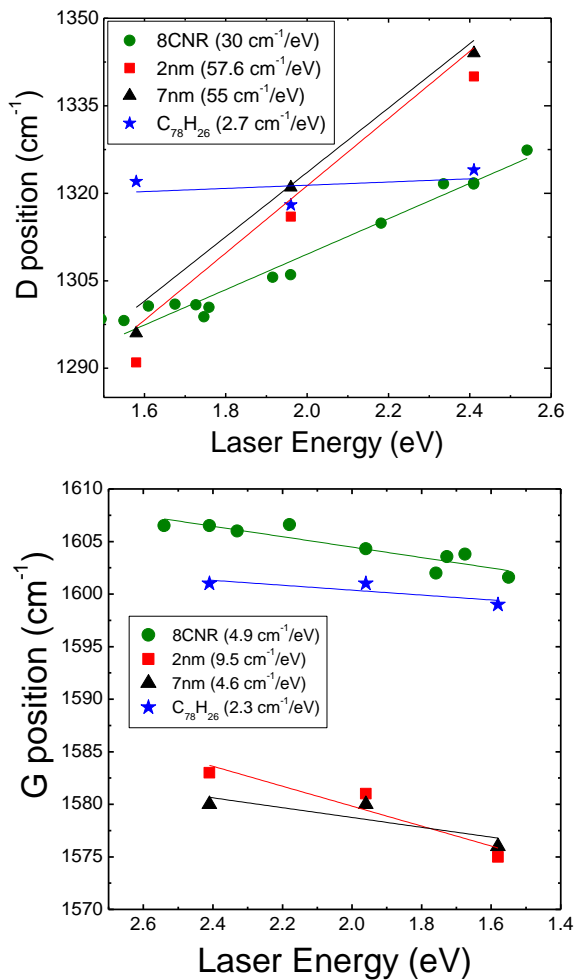 1350
1335
1320
1305
1290
D position (cm⁻¹)
8CNR (30 cm⁻¹/eV)
2nm (57.6 cm⁻¹/eV)
7nm (55 cm⁻¹/eV)
C₇₈H₂₆ (2.7 cm⁻¹/eV)
1.6 1.8 2.0 2.2 2.4 2.6
Laser Energy (eV)
1610
1605
1600
1595
1590
1585
1580
1575
1570
G position (cm⁻¹)
8CNR (4.9 cm⁻¹/eV)
2nm (9.5 cm⁻¹/eV)
7nm (4.6 cm⁻¹/eV)
C₇₈H₂₆ (2.3 cm⁻¹/eV)
2.6 2.4 2.2 2.0 1.8 1.6 1.4
Laser Energy (eV)